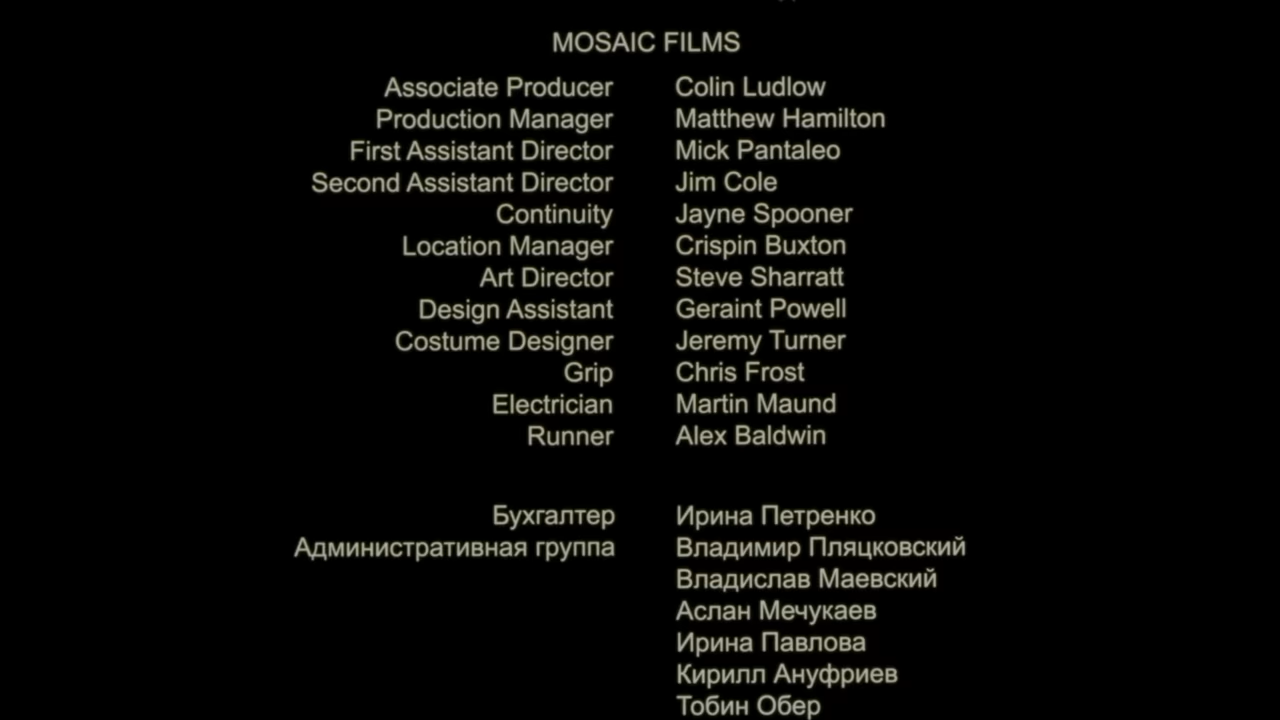 MOSAIC FILMS
Associate Producer Colin Ludlow
Production Manager Matthew Hamilton
First Assistant Director Mick Pantaleo
Second Assistant Director Jim Cole
Continuity Jayne Spooner
Location Manager Crispin Buxton
Art Director Steve Sharratt
Design Assistant Geraint Powell
Costume Designer Jeremy Turner
Grip Chris Frost
Electrician Martin Maund
Runner Alex Baldwin
Бухгалтер Ирина Петренко
Административная группа Владимир Пляцковский
Владислав Маевский
Аслан Мечукаев
Ирина Павлова
Кирилл Ануфриев
Тобин Обер